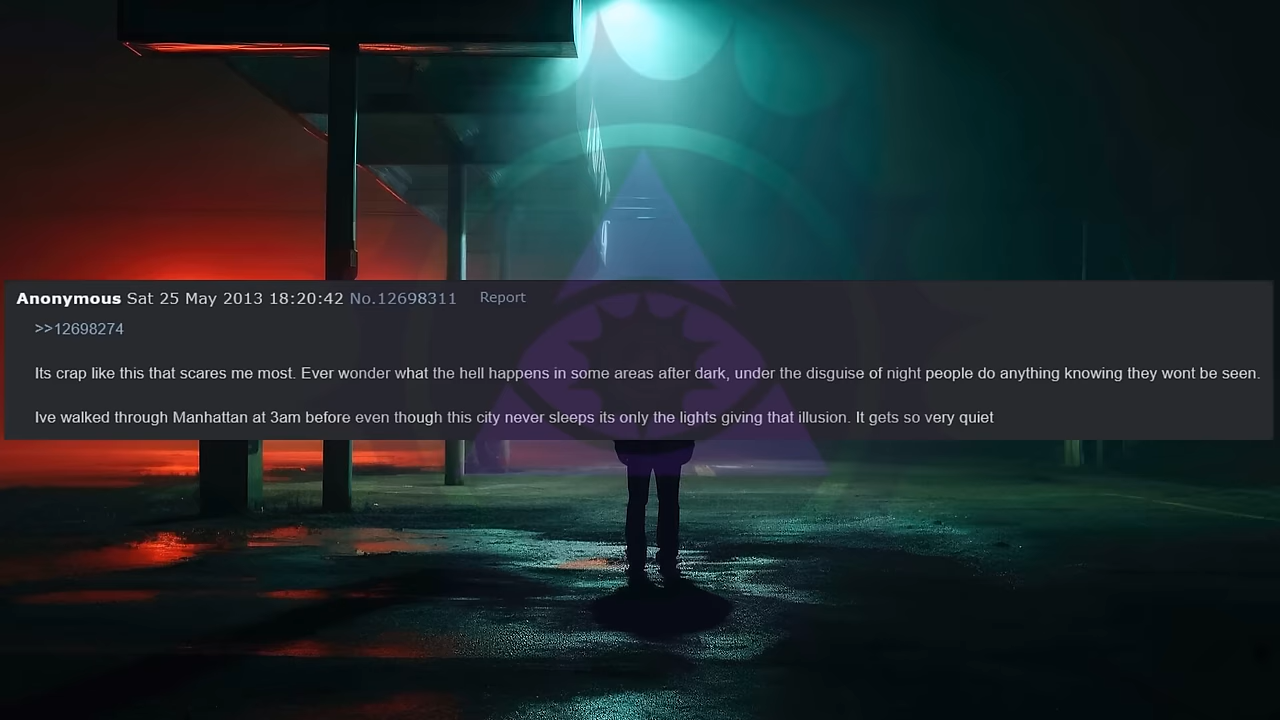 Anonymous Sat 25 May 2013 18:20:42 No.12698311 Report
>>12698274
Its crap like this that scares me most. Ever wonder what the hell happens in some areas after dark, under the disguise of night people do anything knowing they wont be seen.
Ive walked through Manhattan at 3am before even though this city never sleeps its only the lights giving that illusion. It gets so very quiet